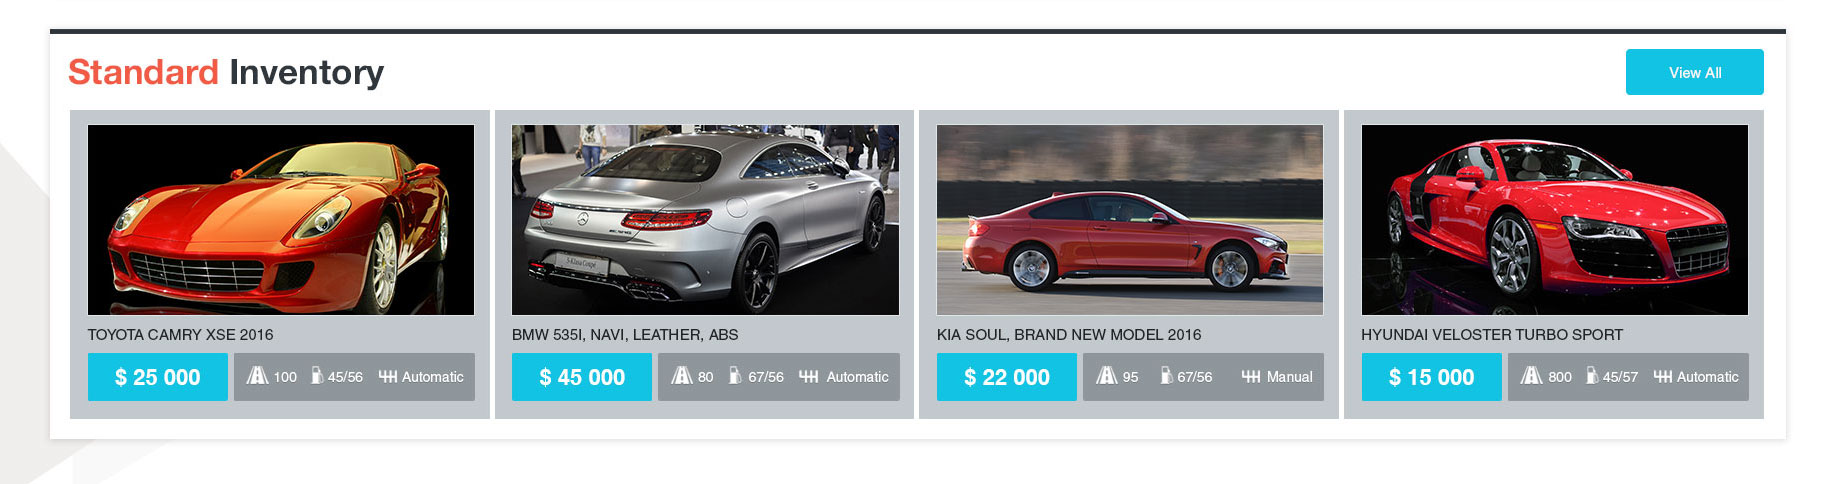 Standard Inventory
View All
TOYOTA CAMRY XSE 2016
$ 25 000
100 45/56 Automatic
S-Klasse Coupé
BMW 535I, NAVI, LEATHER, ABS
$ 45 000
80 67/56 Automatic
KIA SOUL, BRAND NEW MODEL 2016
$ 22 000
95 67/56 Manual
HYUNDAI VELOSTER TURBO SPORT
$ 15 000
800 45/57 Automatic